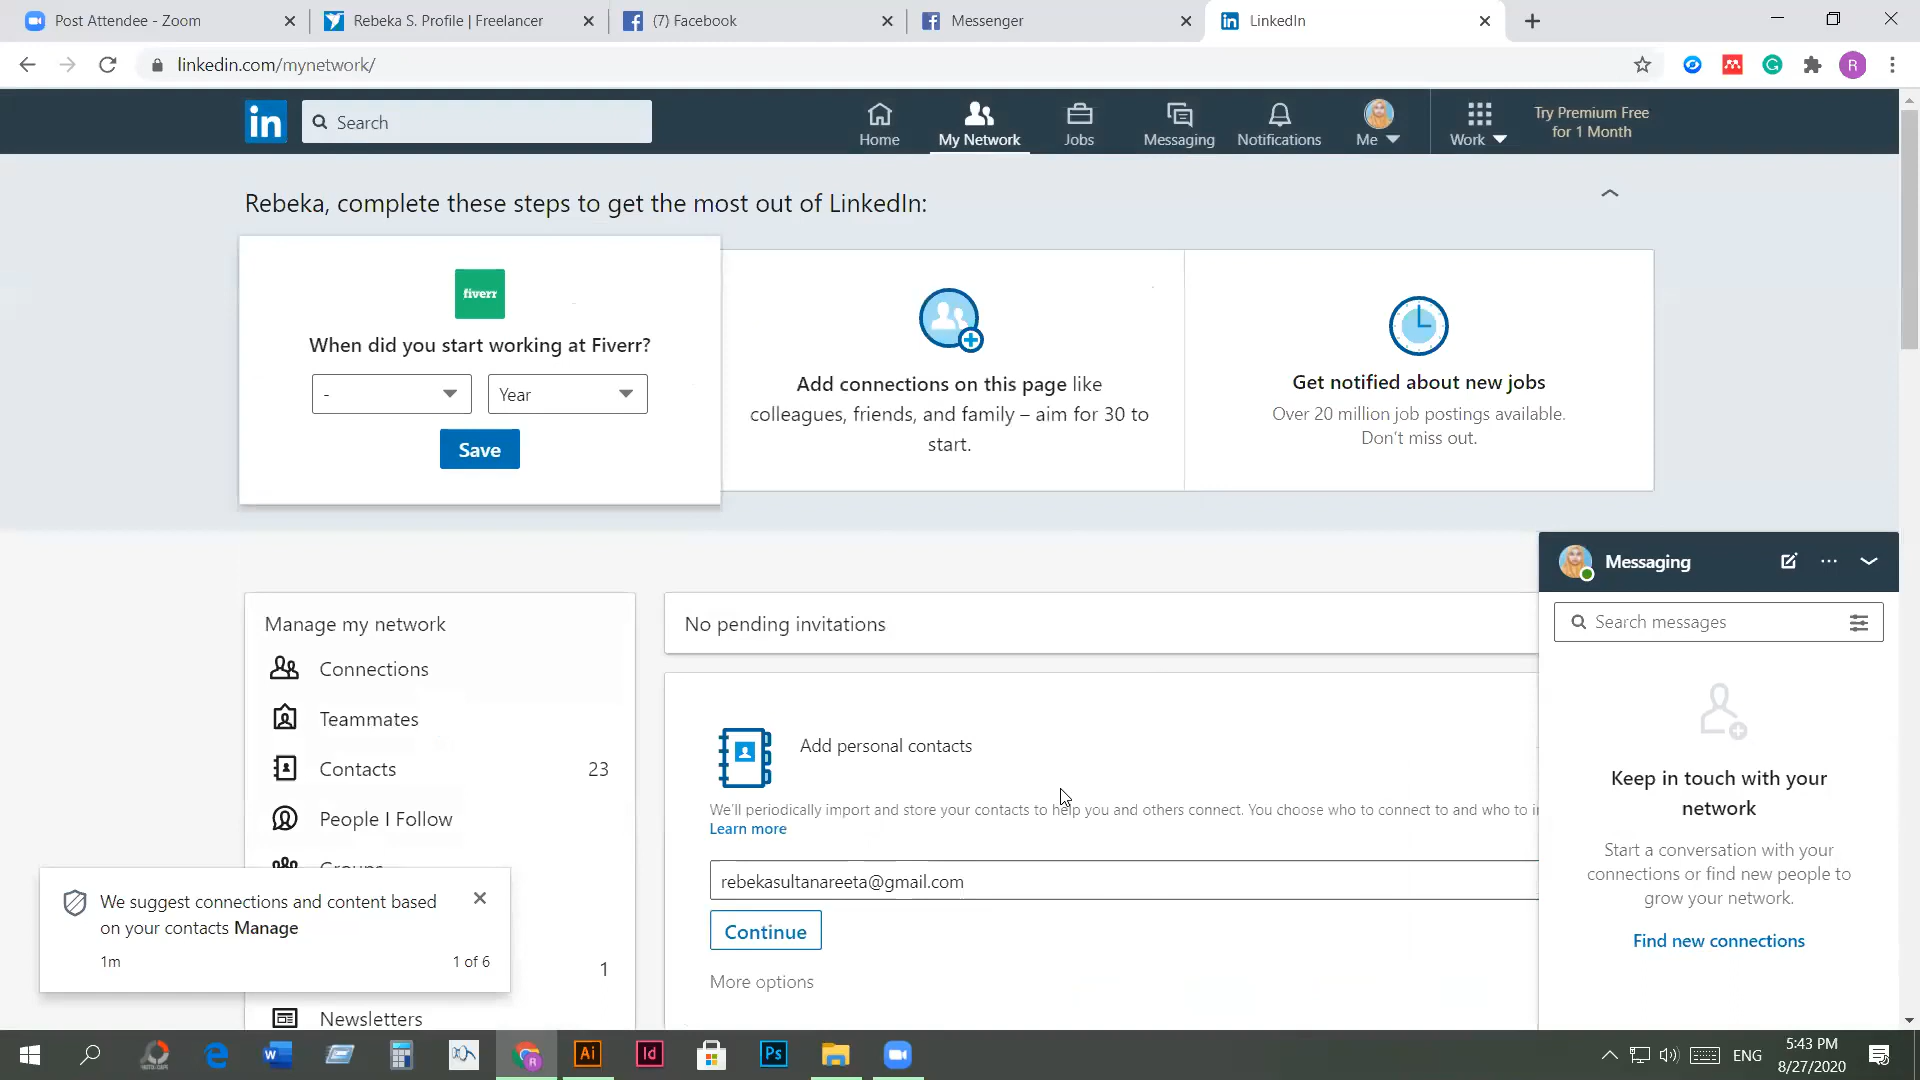 Post Attendee - Zoom
Rebeka S. Profile | Freelancer
(7) Facebook
Messenger
LinkedIn
linkedin.com/mynetwork/
R
in
Search
Home
My Network
Jobs
Messaging
Notifications
Me
Work
Try Premium Free
for 1 Month
Rebeka, complete these steps to get the most out of LinkedIn:
fiverr
When did you start working at Fiverr?
-
Year
Save
Add connections on this page like
colleagues, friends, and family – aim for 30 to
start.
Get notified about new jobs
Over 20 million job postings available.
Don't miss out.
Manage my network
Connections
Teammates
Contacts
23
People I Follow
Groups
1
Newsletters
No pending invitations
Add personal contacts
We'll periodically import and store your contacts to help you and others connect. You choose who to connect to and who to
Learn more
rebekasultanareeta@gmail.com
Continue
More options
Messaging
Search messages
Keep in touch with your
network
Start a conversation with your
connections or find new people to
grow your network.
Find new connections
We suggest connections and content based
on your contacts Manage
1m
1 of 6
Ai
Id
Ps
ENG
5:43 PM
8/27/2020